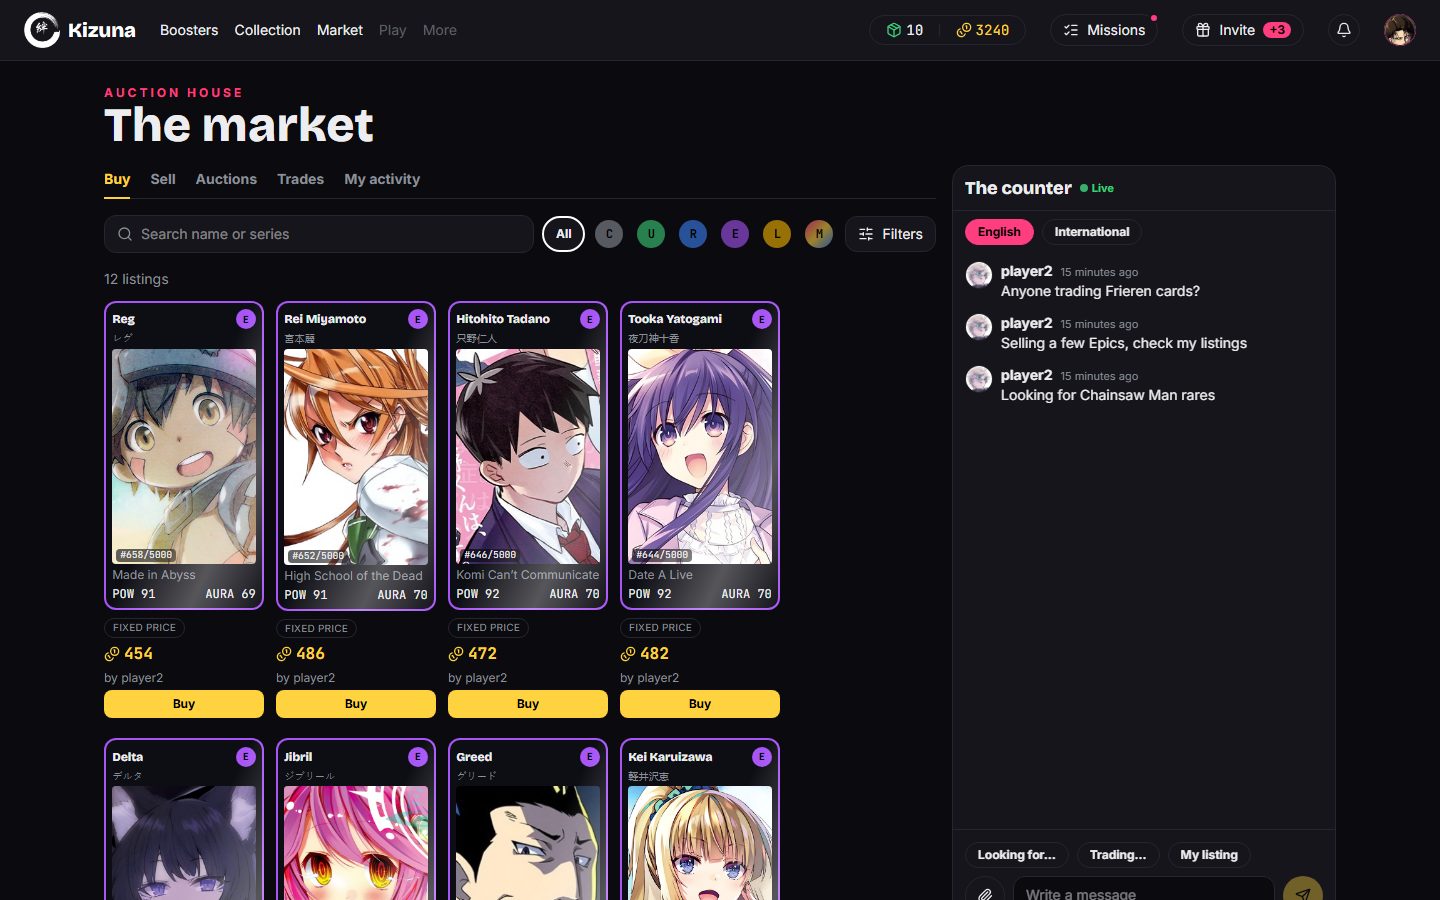 絆 Kizuna Boosters Collection Market Play More 10 3240 Missions Invite +3
AUCTION HOUSE
The market
Buy Sell Auctions Trades My activity
Search name or series All C U R E L M Filters
12 listings
Reg E
レグ
#658/5000
Made in Abyss
POW 91 AURA 69
FIXED PRICE
454
by player2
Buy
Rei Miyamoto E
宮本麗
#652/5000
High School of the Dead
POW 91 AURA 70
FIXED PRICE
486
by player2
Buy
Hitohito Tadano E
只野仁人
#646/5000
Komi Can't Communicate
POW 92 AURA 70
FIXED PRICE
472
by player2
Buy
Tooka Yatogami E
夜刀神十香
#644/5000
Date A Live
POW 92 AURA 70
FIXED PRICE
482
by player2
Buy
Delta E
デルタ
Jibril E
ジブリール
Greed E
グリード
Kei Karuizawa E
軽井沢恵
The counter Live
English International
player2 15 minutes ago
Anyone trading Frieren cards?
player2 15 minutes ago
Selling a few Epics, check my listings
player2 15 minutes ago
Looking for Chainsaw Man rares
Looking for... Trading... My listing
Write a message